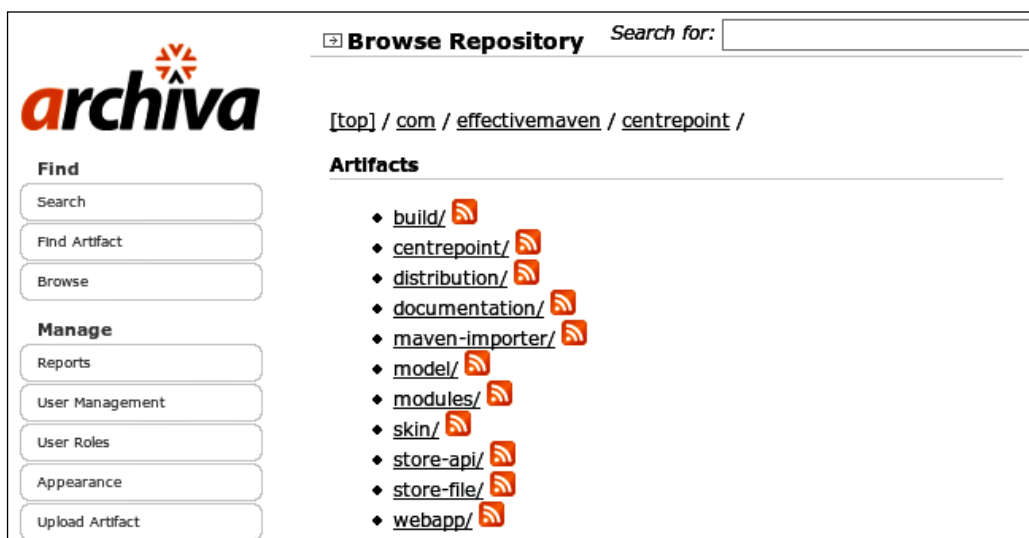 archiva
Find
Search
Find Artifact
Browse
Manage
Reports
User Management
User Roles
Appearance
Upload Artifact
Browse Repository Search for:
[top] / com / effectivemaven / centrepoint /
Artifacts
build/
centrepoint/
distribution/
documentation/
maven-importer/
model/
modules/
skin/
store-api/
store-file/
webapp/